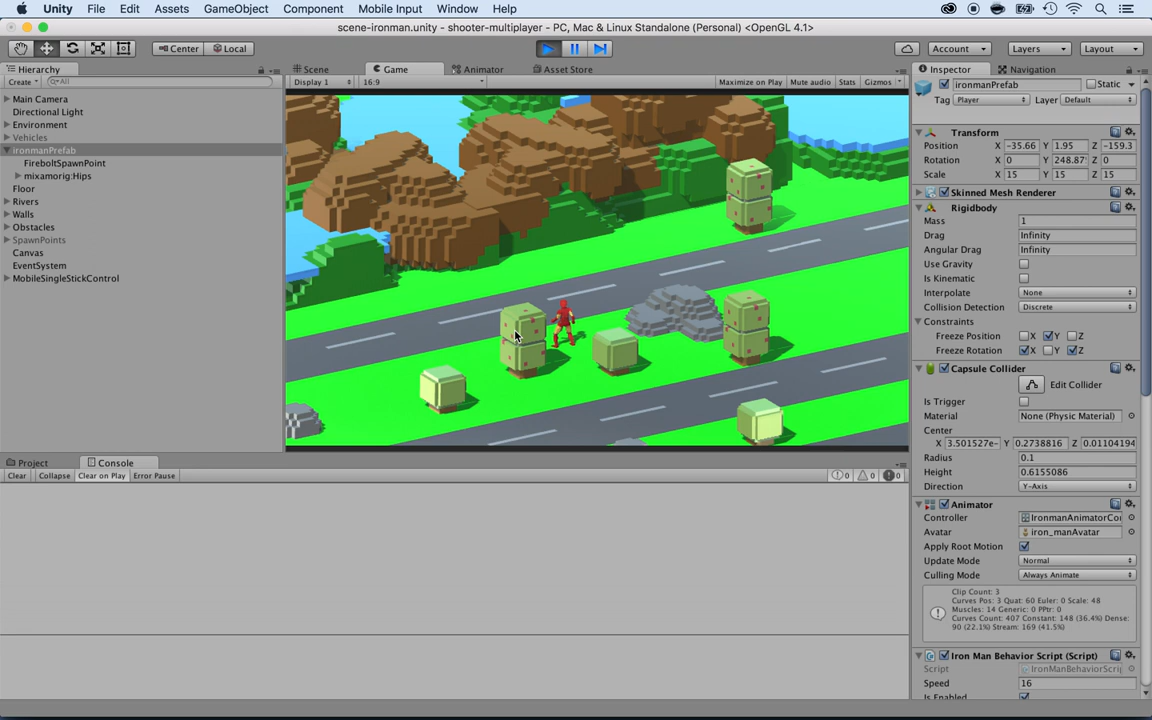 Unity File Edit Assets GameObject Component Mobile Input Window Help
scene-ironman.unity - shooter-multiplayer - PC, Mac & Linux Standalone (Personal) <OpenGL 4.1>
Center Local Account Layers Layout
Hierarchy
Create All
Main Camera
Directional Light
Environment
Vehicles
ironmanPrefab
FireboltSpawnPoint
mixamorig:Hips
Floor
Rivers
Walls
Obstacles
SpawnPoints
Canvas
EventSystem
MobileSingleStickControl
Scene Game Animator Asset Store
Display 1 16:9 Maximize on Play Mute audio Stats Gizmos
Project Console
Clear Collapse Clear on Play Error Pause 0 0 0
Inspector Navigation
ironmanPrefab Static
Tag Player Layer Default
Transform
Position X -35.66 Y 1.95 Z -159.3
Rotation X 0 Y 248.87 Z 0
Scale X 15 Y 15 Z 15
Skinned Mesh Renderer
Rigidbody
Mass 1
Drag Infinity
Angular Drag Infinity
Use Gravity
Is Kinematic
Interpolate None
Collision Detection Discrete
Constraints
Freeze Position X Y Z
Freeze Rotation X Y Z
Capsule Collider
Edit Collider
Is Trigger
Material None (Physic Material)
Center
X 3.501527e- Y 0.2738816 Z 0.01104194
Radius 0.1
Height 0.6155086
Direction Y-Axis
Animator
Controller IronmanAnimatorCo
Avatar iron_manAvatar
Apply Root Motion
Update Mode Normal
Culling Mode Always Animate
Clip Count: 3
Curves Pos: 3 Quat: 60 Euler: 0 Scale: 48
Muscles: 14 Generic: 0 PPtr: 0
Curves Count: 407 Constant: 148 (36.4%) Dense:
90 (22.1%) Stream: 169 (41.5%)
Iron Man Behavior Script (Script)
Script IronManBehaviorScrip
Speed 16
Is Enabled